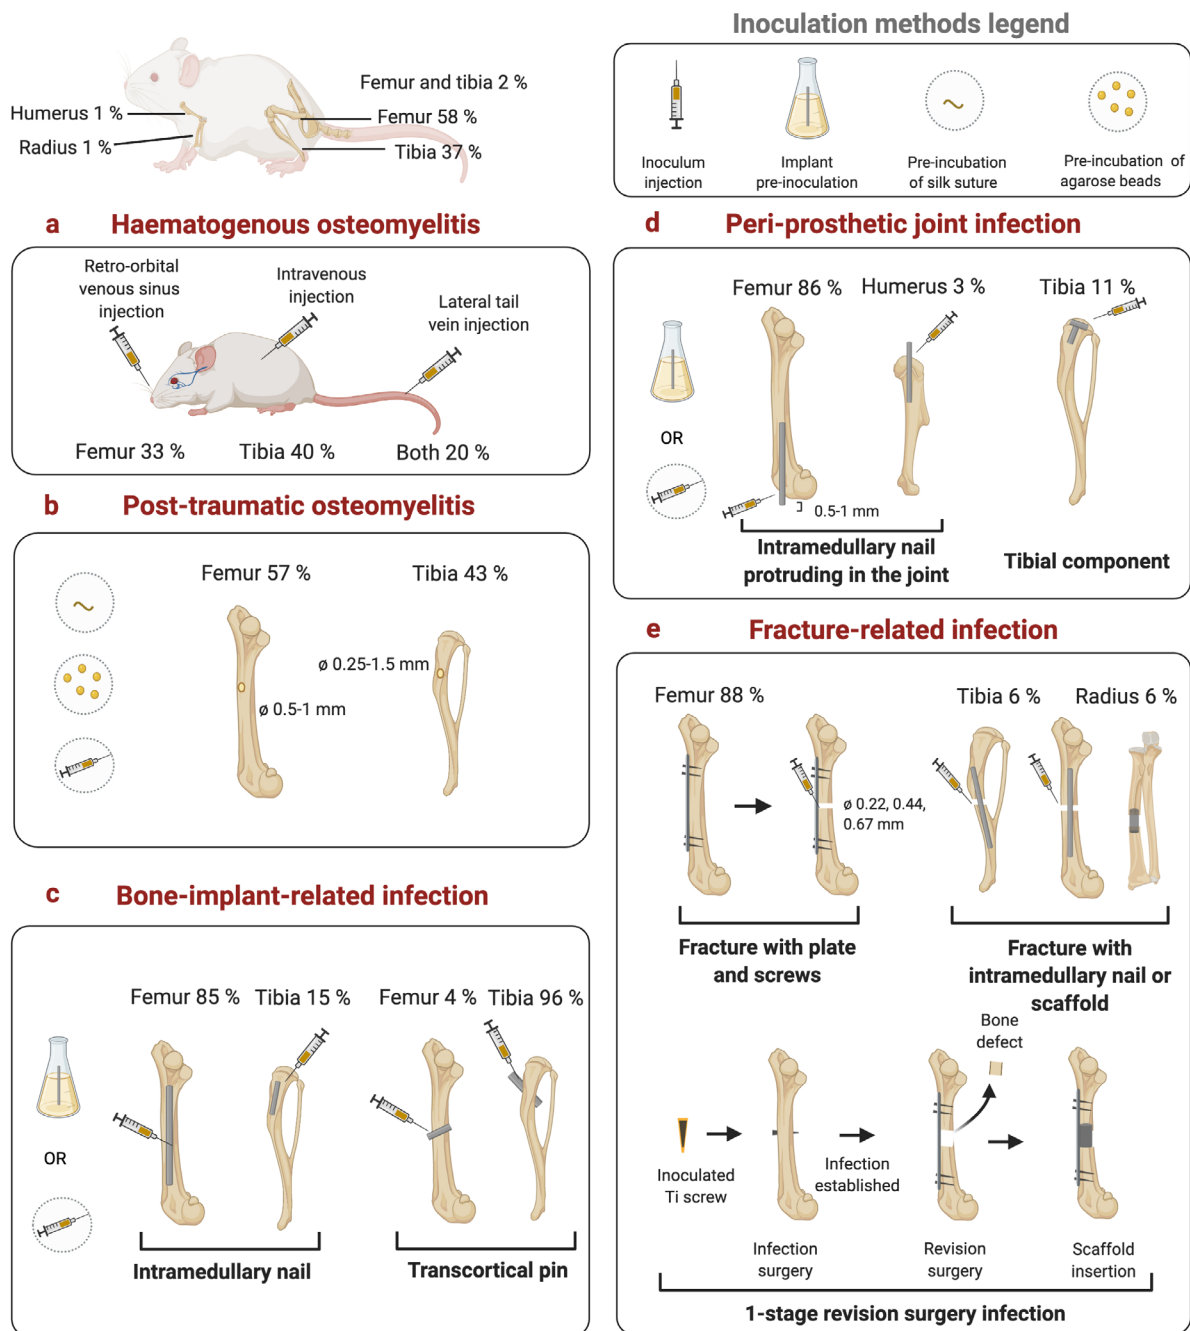 Inoculation methods legend
Femur and tibia 2 %
Humerus 1 %
Femur 58 %
Radius 1 %
Tibia 37 %
Inoculum
injection
Implant
pre-inoculation
Pre-incubation
of silk suture
Pre-incubation of
agarose beads
a Haematogenous osteomyelitis
Retro-orbital
venous sinus
injection
Intravenous
injection
Lateral tail
vein injection
Femur 33 % Tibia 40 % Both 20 %
b Post-traumatic osteomyelitis
Femur 57 % Tibia 43 %
ø 0.25-1.5 mm
ø 0.5-1 mm
c Bone-implant-related infection
Femur 85 % Tibia 15 % Femur 4 % Tibia 96 %
OR
Intramedullary nail
Transcortical pin
d Peri-prosthetic joint infection
Femur 86 % Humerus 3 % Tibia 11 %
OR
0.5-1 mm
Intramedullary nail
protruding in the joint
Tibial component
e Fracture-related infection
Femur 88 % Tibia 6 % Radius 6 %
ø 0.22, 0.44,
0.67 mm
Fracture with plate
and screws
Fracture with
intramedullary nail or
scaffold
Bone
defect
Inoculated
Ti screw
Infection
established
Infection
surgery
Revision
surgery
Scaffold
insertion
1-stage revision surgery infection